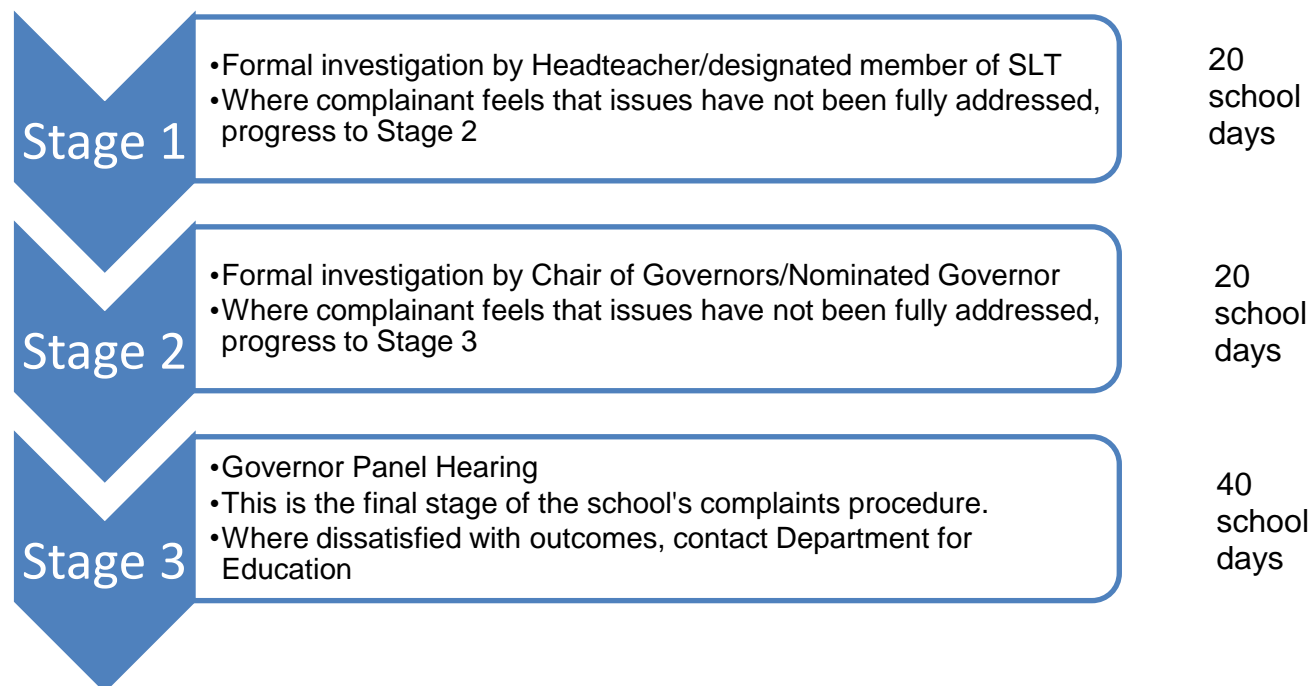 Stage 1
•Formal investigation by Headteacher/designated member of SLT
•Where complainant feels that issues have not been fully addressed,
progress to Stage 2
20
school
days
Stage 2
•Formal investigation by Chair of Governors/Nominated Governor
•Where complainant feels that issues have not been fully addressed,
progress to Stage 3
20
school
days
Stage 3
•Governor Panel Hearing
•This is the final stage of the school's complaints procedure.
•Where dissatisfied with outcomes, contact Department for
Education
40
school
days